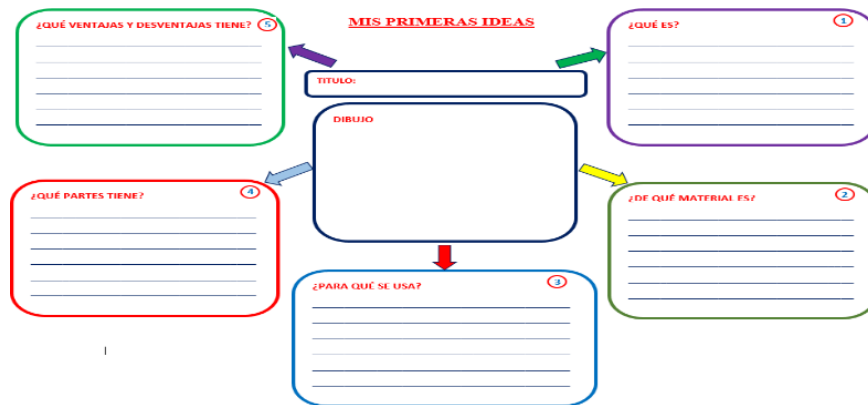 MIS PRIMERAS IDEAS
TITULO:
DIBUJO
¿QUÉ ES? 1
¿DE QUÉ MATERIAL ES? 2
¿PARA QUÉ SE USA? 3
¿QUÉ PARTES TIENE? 4
¿QUÉ VENTAJAS Y DESVENTAJAS TIENE? 5